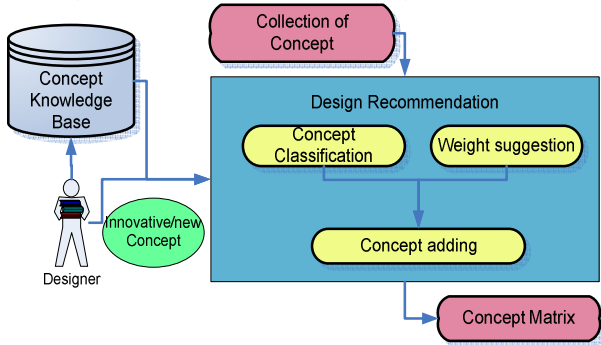 Collection of
Concept
Concept
Knowledge
Base
Design Recommendation
Concept
Classification
Weight suggestion
Innovative/new
Concept
Concept adding
Designer
Concept Matrix